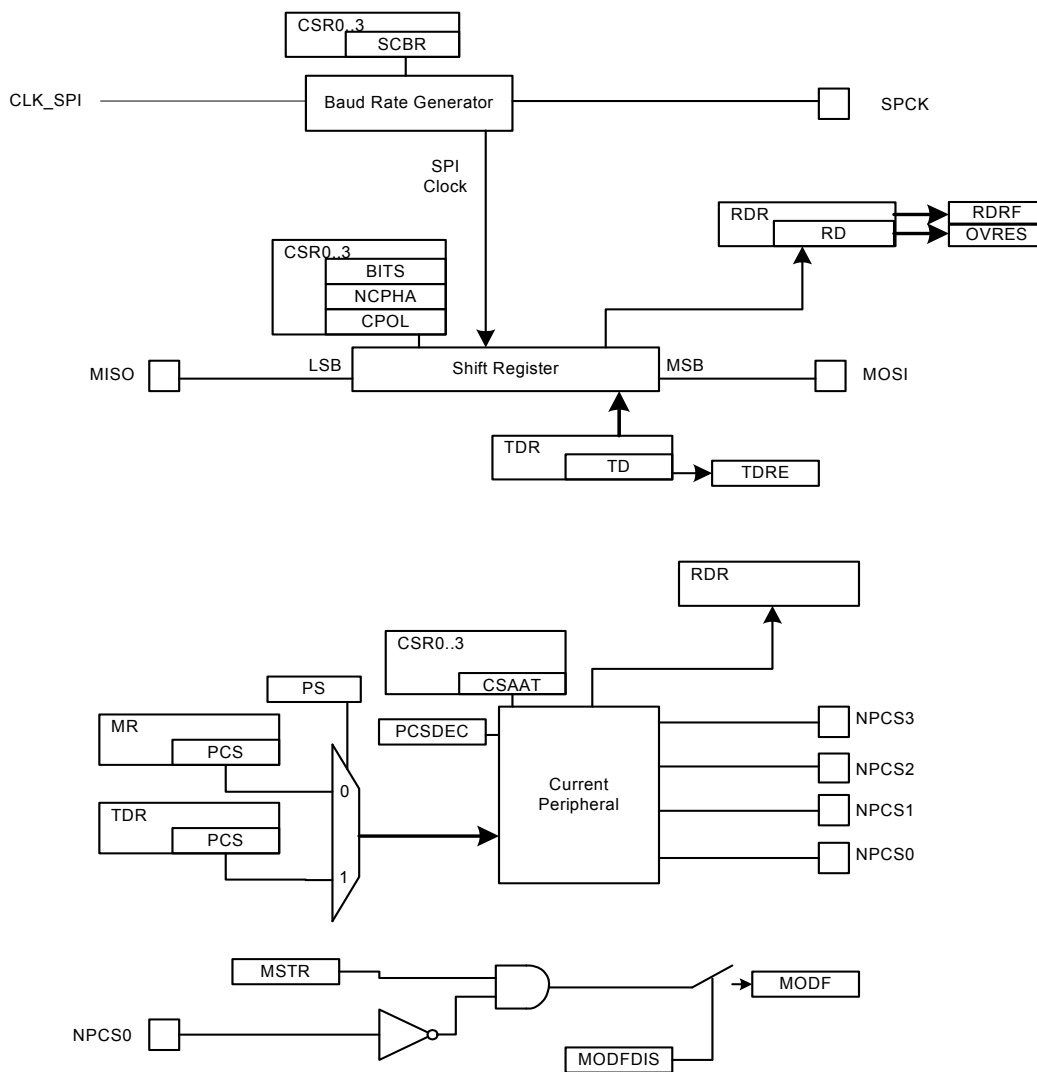 CSR0..3
SCBR
CLK_SPI
Baud Rate Generator
SPCK
SPI
Clock
RDR
RD
RDRF
OVRES
CSR0..3
BITS
NCPHA
CPOL
MISO
LSB
Shift Register
MSB
MOSI
TDR
TD
TDRE
RDR
CSR0..3
CSAAT
PS
PCSDEC
MR
PCS
0
TDR
PCS
1
Current
Peripheral
NPCS3
NPCS2
NPCS1
NPCS0
MSTR
MODF
NPCS0
MODFDIS